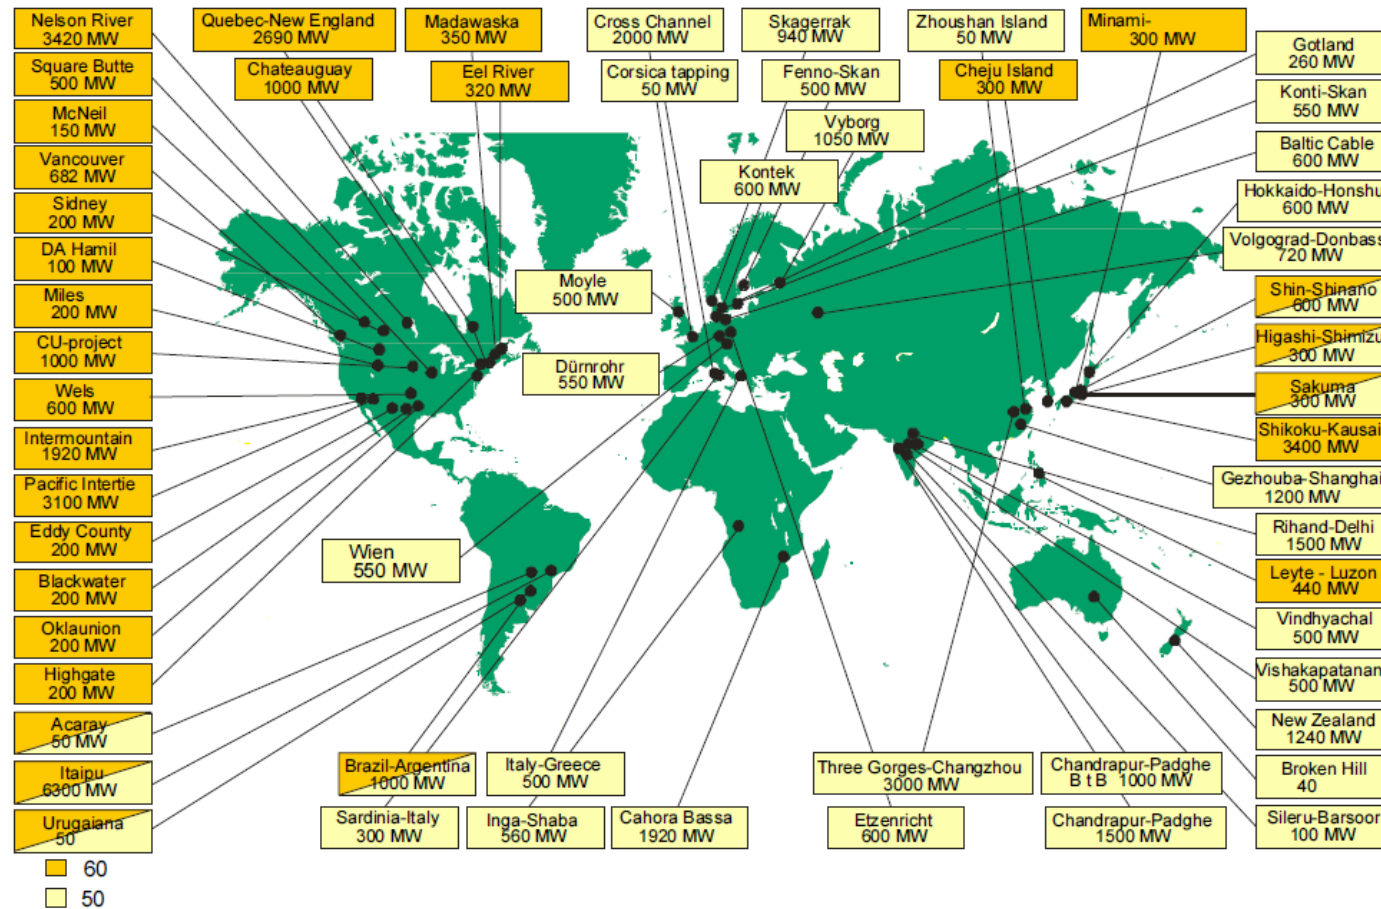 Nelson River
3420 MW
Square Butte
500 MW
McNeil
150 MW
Vancouver
682 MW
Sidney
200 MW
DA Hamil
100 MW
Miles
200 MW
CU-project
1000 MW
Wels
600 MW
Intermountain
1920 MW
Pacific Intertie
3100 MW
Eddy County
200 MW
Blackwater
200 MW
Oklaunion
200 MW
Highgate
200 MW
Acaray
50 MW
Itaipu
6300 MW
Urugaiana
50
60
50
Quebec-New England
2690 MW
Chateauguay
1000 MW
Madawaska
350 MW
Eel River
320 MW
Cross Channel
2000 MW
Corsica tapping
50 MW
Skagerrak
940 MW
Fenno-Skan
500 MW
Vyborg
1050 MW
Kontek
600 MW
Zhoushan Island
50 MW
Cheju Island
300 MW
Minami-
300 MW
Moyle
500 MW
Dürnrohr
550 MW
Wien
550 MW
Gotland
260 MW
Konti-Skan
550 MW
Baltic Cable
600 MW
Hokkaido-Honshu
600 MW
Volgograd-Donbass
720 MW
Shin-Shinano
600 MW
Higashi-Shimizu
300 MW
Sakuma
300 MW
Shikoku-Kausai
3400 MW
Gezhouba-Shanghai
1200 MW
Rihand-Delhi
1500 MW
Leyte - Luzon
440 MW
Vindhyachal
500 MW
Vishakapatanam
500 MW
New Zealand
1240 MW
Broken Hill
40
Sileru-Barsoor
100 MW
Brazil-Argentina
1000 MW
Sardinia-Italy
300 MW
Italy-Greece
500 MW
Inga-Shaba
560 MW
Cahora Bassa
1920 MW
Three Gorges-Changzhou
3000 MW
Etzenricht
600 MW
Chandrapur-Padghe
B t B 1000 MW
Chandrapur-Padghe
1500 MW